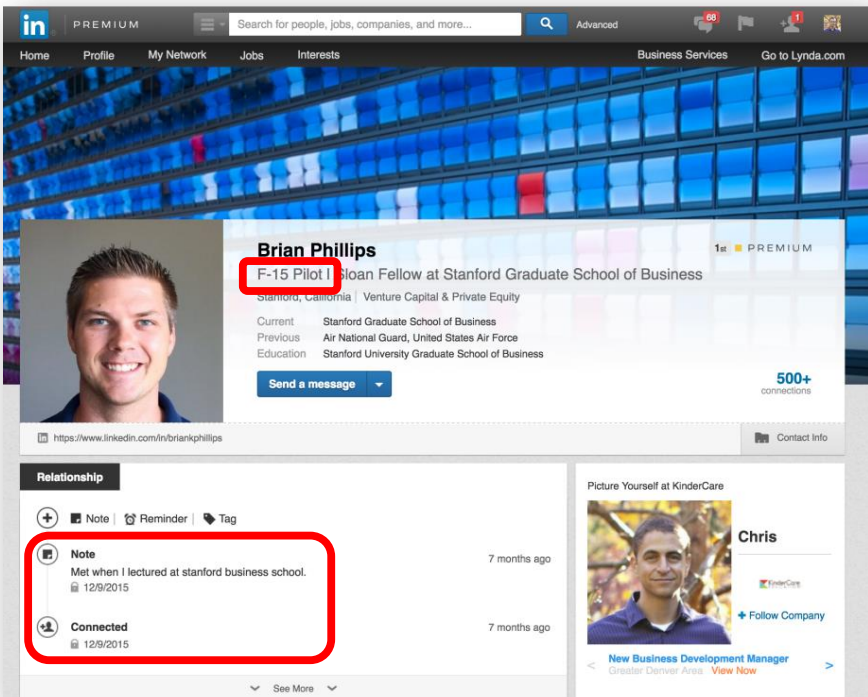 in PREMIUM Search for people, jobs, companies, and more... Advanced 68 1
Home Profile My Network Jobs Interests Business Services Go to Lynda.com
Brian Phillips 1st PREMIUM
F-15 Pilot | Sloan Fellow at Stanford Graduate School of Business
Stanford, California | Venture Capital & Private Equity
Current Stanford Graduate School of Business
Previous Air National Guard, United States Air Force
Education Stanford University Graduate School of Business
Send a message
500+
connections
in https://www.linkedin.com/in/briankphillips
Contact Info
Relationship
Note | Reminder | Tag
Note 7 months ago
Met when I lectured at stanford business school.
12/9/2015
Connected 7 months ago
12/9/2015
See More
Picture Yourself at KinderCare
Chris
KinderCare
+ Follow Company
< New Business Development Manager >
Greater Denver Area View Now